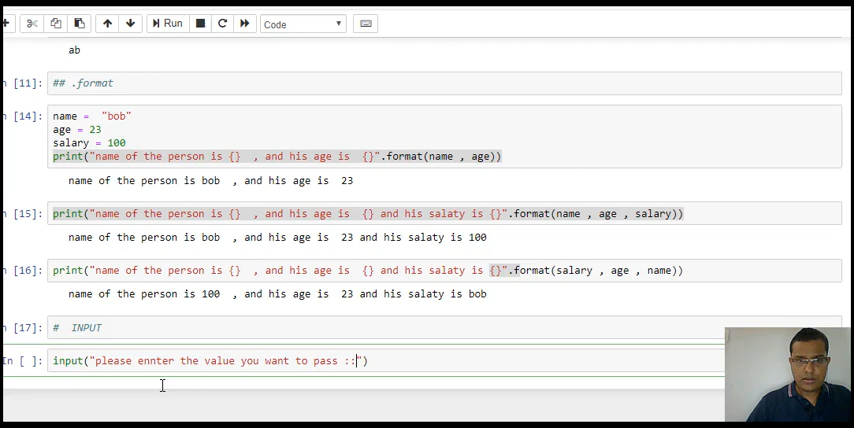 Run
Code
ab
n [11]:
## .format
n [14]:
name =  "bob"
age = 23
salary = 100
print("name of the person is {}  , and his age is  {}".format(name , age))
name of the person is bob  , and his age is  23
n [15]:
print("name of the person is {}  , and his age is  {} and his salaty is {}".format(name , age , salary))
name of the person is bob  , and his age is  23 and his salaty is 100
n [16]:
print("name of the person is {}  , and his age is  {} and his salaty is {}".format(salary , age , name))
name of the person is 100  , and his age is  23 and his salaty is bob
n [17]:
#  INPUT
In [ ]:
input("please ennter the value you want to pass ::")